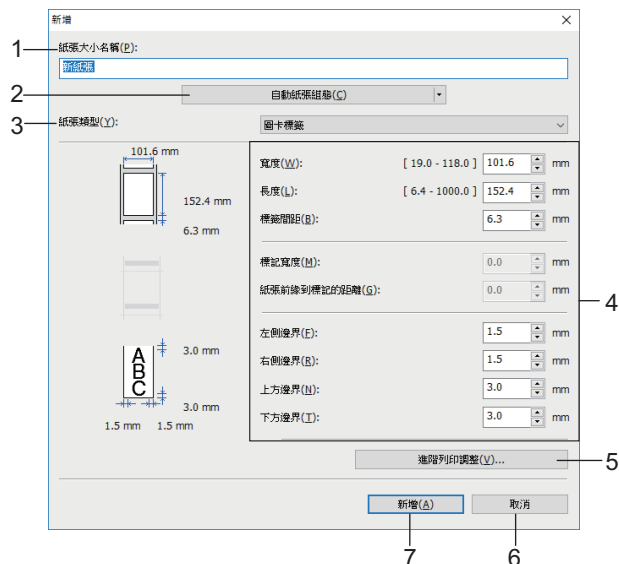 新增
1
紙張大小名稱(P):
新紙張
2
自動紙張組態(C)
3
紙張類型(Y):
圖卡標籤
101.6 mm
152.4 mm
6.3 mm
寬度(W): [ 19.0 - 118.0 ] 101.6 mm
長度(L): [ 6.4 - 1000.0 ] 152.4 mm
標籤間距(B): 6.3 mm
標記寬度(M): 0.0 mm
紙張前緣到標記的距離(G): 0.0 mm
4
左側邊界(F): 1.5 mm
右側邊界(R): 1.5 mm
上方邊界(N): 3.0 mm
下方邊界(T): 3.0 mm
A
B
C
3.0 mm
3.0 mm
1.5 mm 1.5 mm
進階列印調整(V)...
5
新增(A)
取消
7
6